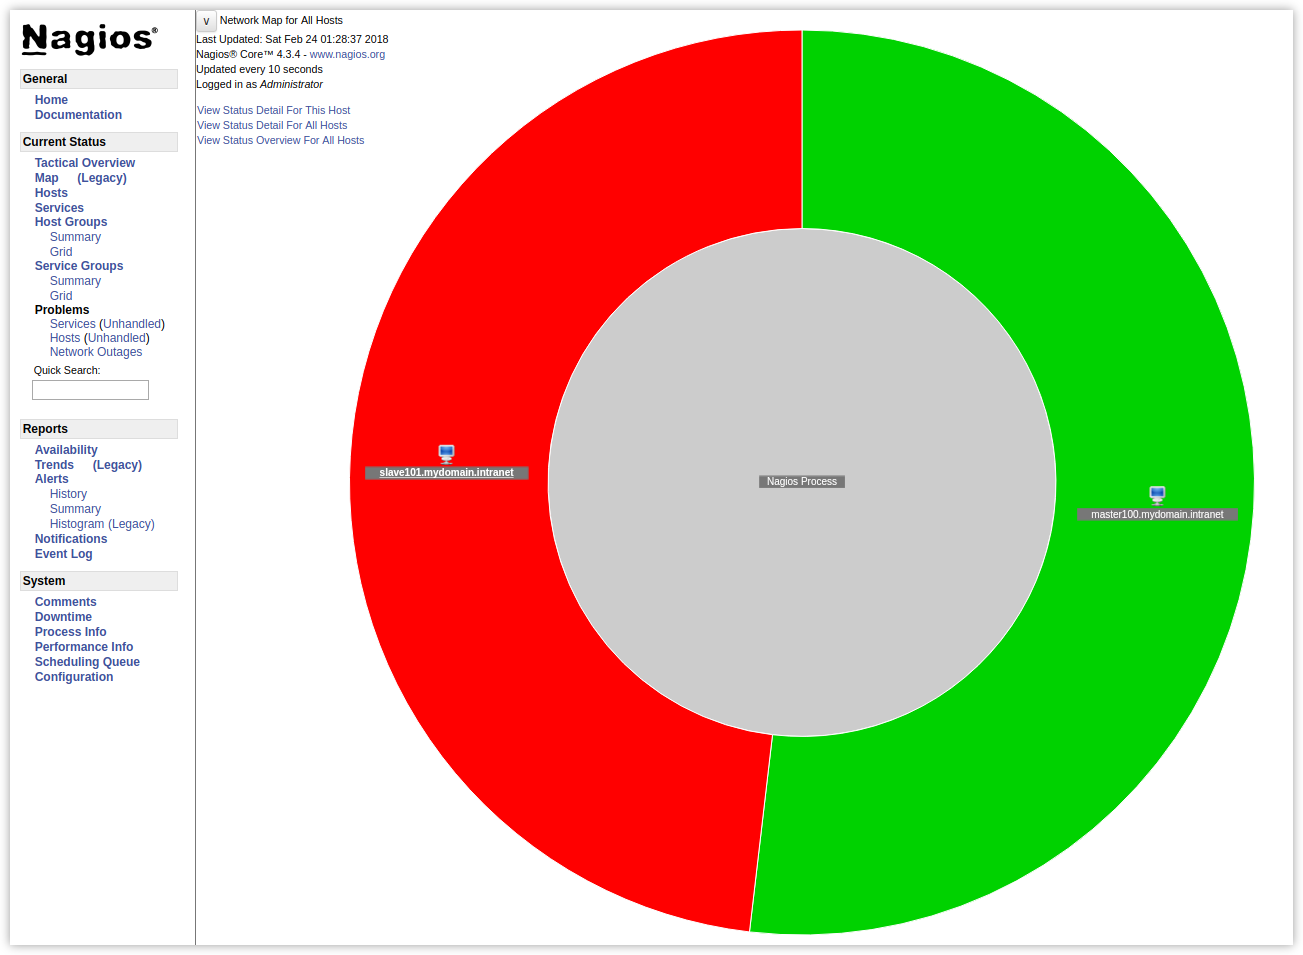 Nagios®
General
Home
Documentation
Current Status
Tactical Overview
Map (Legacy)
Hosts
Services
Host Groups
Summary
Grid
Service Groups
Summary
Grid
Problems
Services (Unhandled)
Hosts (Unhandled)
Network Outages
Quick Search:
Reports
Availability
Trends (Legacy)
Alerts
History
Summary
Histogram (Legacy)
Notifications
Event Log
System
Comments
Downtime
Process Info
Performance Info
Scheduling Queue
Configuration
v Network Map for All Hosts
Last Updated: Sat Feb 24 01:28:37 2018
Nagios® Core™ 4.3.4 - www.nagios.org
Updated every 10 seconds
Logged in as Administrator
View Status Detail For This Host
View Status Detail For All Hosts
View Status Overview For All Hosts
slave101.mydomain.intranet
Nagios Process
master100.mydomain.intranet